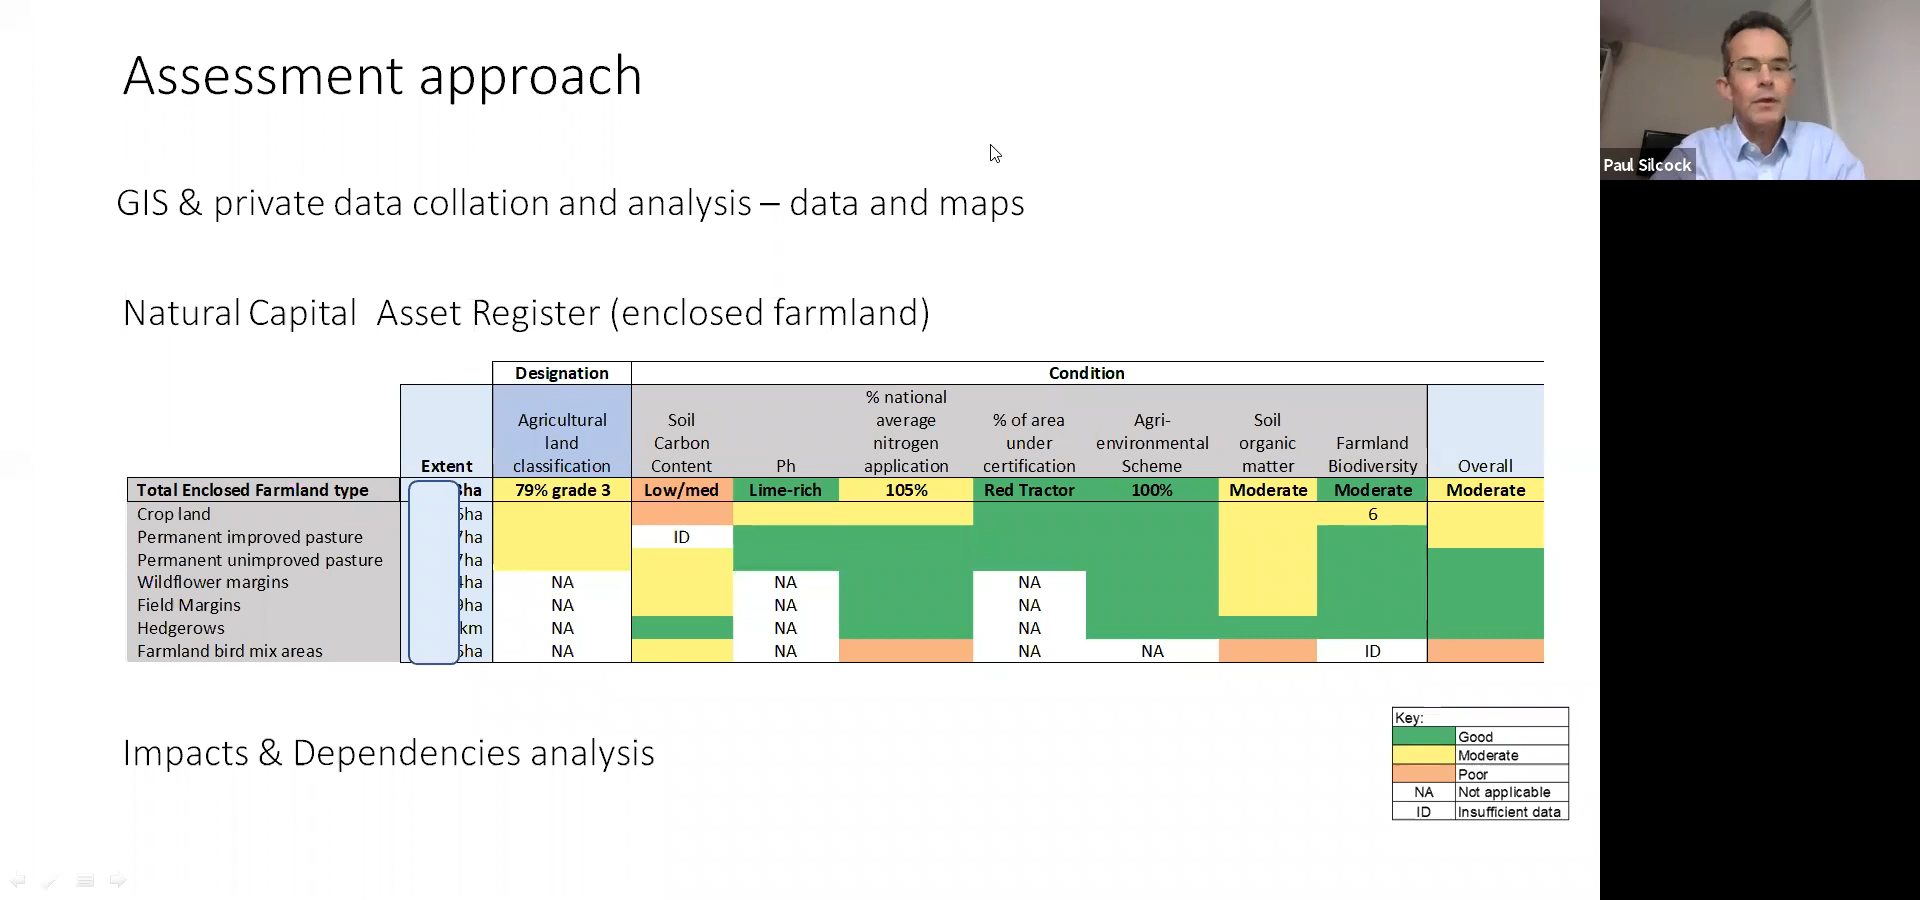 Assessment approach
Paul Silcock
GIS & private data collation and analysis – data and maps
Natural Capital Asset Register (enclosed farmland)
Designation Condition
Extent Agricultural land classification Soil Carbon Content Ph % national average nitrogen application % of area under certification Agri-environmental Scheme Soil organic matter Farmland Biodiversity Overall
Total Enclosed Farmland type ha 79% grade 3 Low/med Lime-rich 105% Red Tractor 100% Moderate Moderate Moderate
Crop land ha 6
Permanent improved pasture ha ID
Permanent unimproved pasture ha
Wildflower margins ha NA NA NA
Field Margins ha NA NA NA
Hedgerows km NA NA NA
Farmland bird mix areas ha NA NA NA NA ID
Impacts & Dependencies analysis
Key:
Good
Moderate
Poor
NA Not applicable
ID Insufficient data